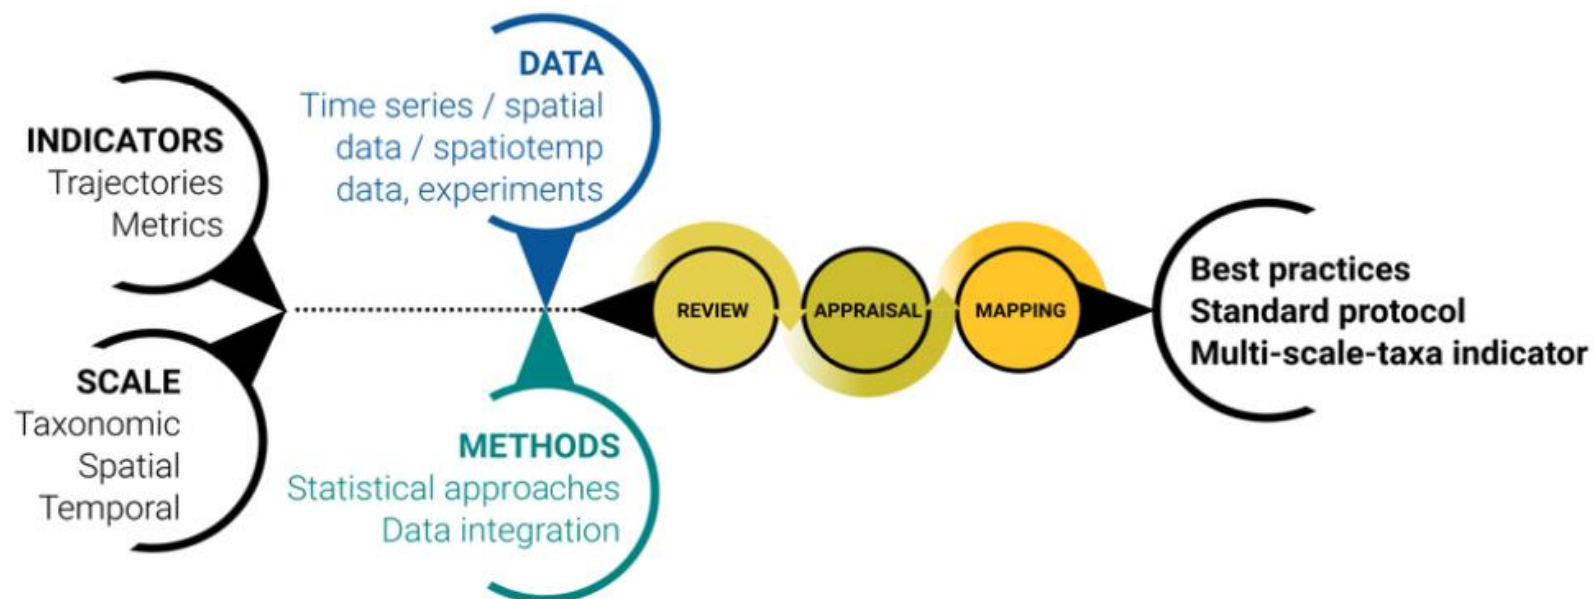 INDICATORS
Trajectories
Metrics
SCALE
Taxonomic
Spatial
Temporal
DATA
Time series / spatial
data / spatiotemp
data, experiments
METHODS
Statistical approaches
Data integration
REVIEW
APPRAISAL
MAPPING
Best practices
Standard protocol
Multi-scale-taxa indicator